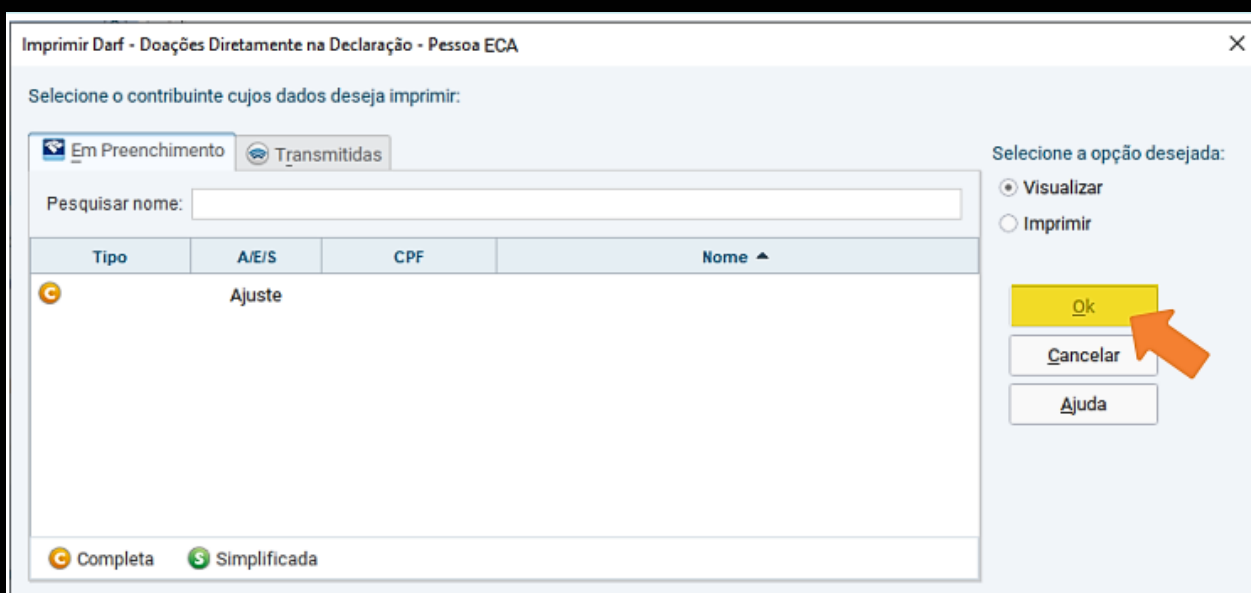 Imprimir Darf - Doações Diretamente na Declaração - Pessoa ECA
Selecione o contribuinte cujos dados deseja imprimir:
Em Preenchimento
Transmitidas
Pesquisar nome:
Tipo A/E/S CPF Nome
C Ajuste
C Completa S Simplificada
Selecione a opção desejada:
Visualizar
Imprimir
Ok
Cancelar
Ajuda